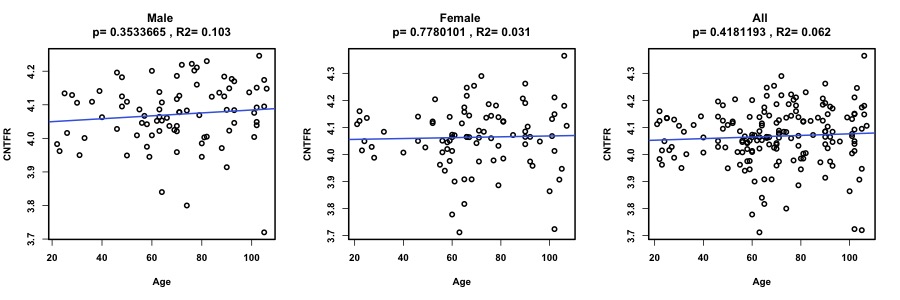 Male
p= 0.3533665 , R2= 0.103
CNTFR
4.2
4.1
4.0
3.9
3.8
3.7
20 40 60 80 100
Age
Female
p= 0.7780101 , R2= 0.031
CNTFR
4.3
4.2
4.1
4.0
3.9
3.8
3.7
20 40 60 80 100
Age
All
p= 0.4181193 , R2= 0.062
CNTFR
4.3
4.2
4.1
4.0
3.9
3.8
3.7
20 40 60 80 100
Age